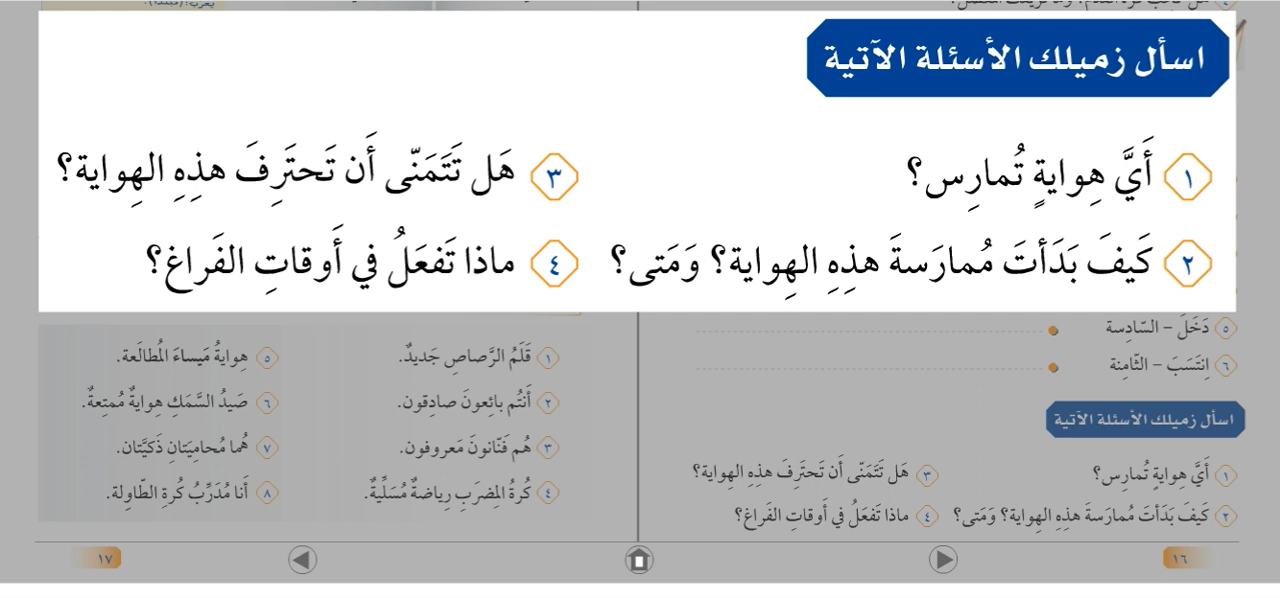 اسأل زميلك الأسئلة الآتية
١ أَيَّ هِوايةٍ تُمارِس؟
٢ كَيفَ بَدَأتَ مُمارَسةَ هذِهِ الهِواية؟ وَمَتى؟
٣ هَل تَتَمَنّى أَن تَحتَرِفَ هذِهِ الهِواية؟
٤ ماذا تَفعَلُ في أَوقاتِ الفَراغ؟
٥ دَخَلَ – السّادِسة
٦ اِنتَسَبَ – الثّامِنة
اسأل زميلك الأسئلة الآتية
١ أَيَّ هِوايةٍ تُمارِس؟
٢ كَيفَ بَدَأتَ مُمارَسةَ هذِهِ الهِواية؟ وَمَتى؟
٣ هَل تَتَمَنّى أَن تَحتَرِفَ هذِهِ الهِواية؟
٤ ماذا تَفعَلُ في أَوقاتِ الفَراغ؟
١٦
١ قَلَمُ الرَّصاصِ جَديدٌ.
٢ أَنتُم بائِعونَ صادِقون.
٣ هُم فَنّانونَ مَعروفون.
٤ كُرةُ المِضرَبِ رِياضةٌ مُسَلِّيةٌ.
٥ هِوايةُ مَيساءَ المُطالَعة.
٦ صَيدُ السَّمَكِ هِوايةٌ مُمتِعةٌ.
٧ هُما مُحامِيَتانِ ذَكيَّتان.
٨ أَنا مُدَرِّبُ كُرةِ الطّاوِلة.
١٧